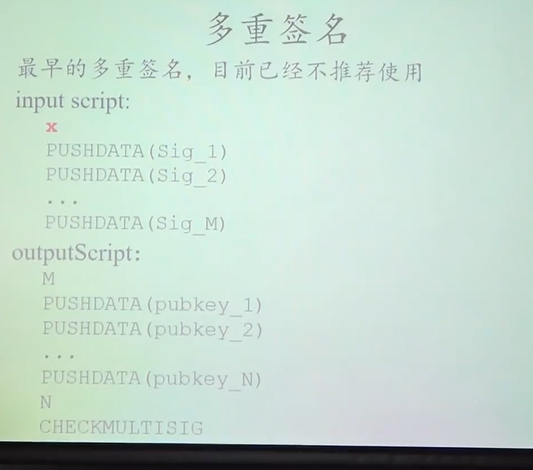 多重签名
最早的多重签名，目前已经不推荐使用
input script:
x
PUSHDATA(Sig_1)
PUSHDATA(Sig_2)
...
PUSHDATA(Sig_M)
outputScript:
M
PUSHDATA(pubkey_1)
PUSHDATA(pubkey_2)
...
PUSHDATA(pubkey_N)
N
CHECKMULTISIG